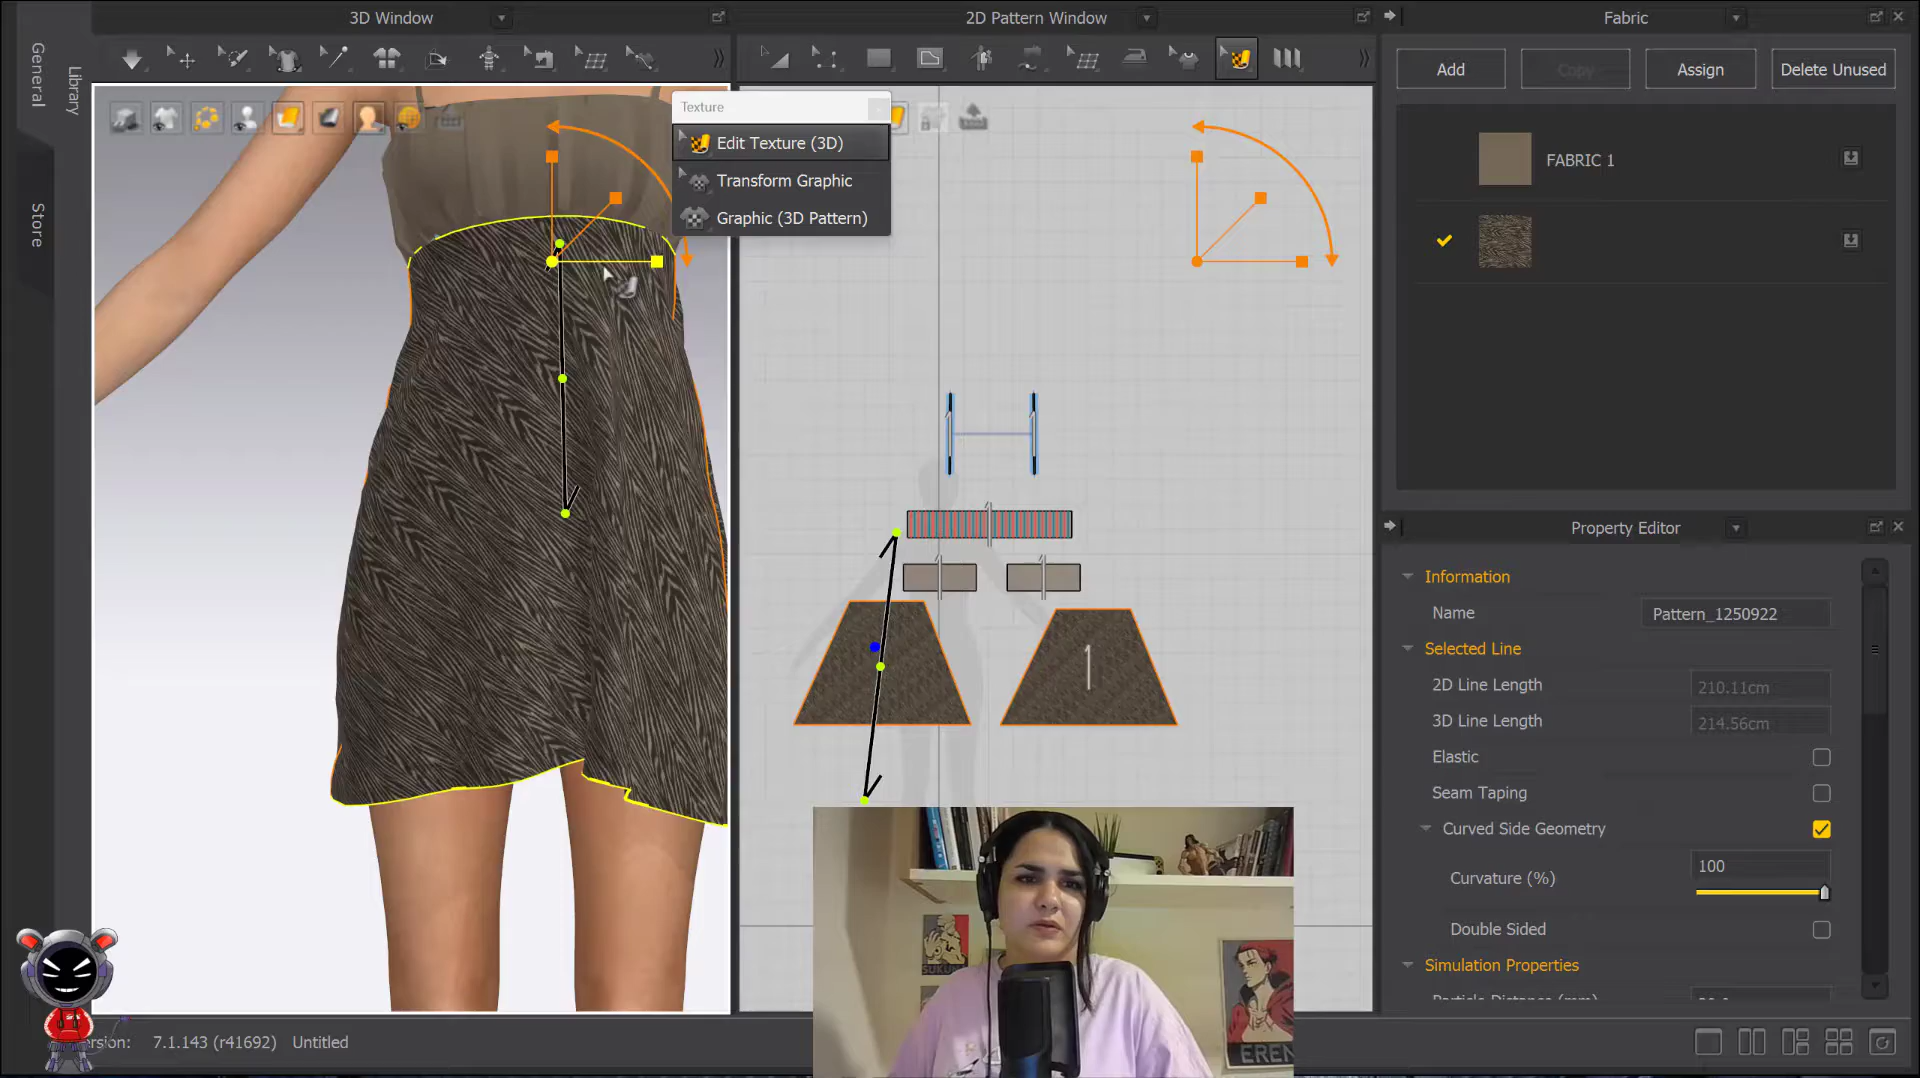 3D Window
2D Pattern Window
Fabric
General
Library
Store
Texture
Edit Texture (3D)
Transform Graphic
Graphic (3D Pattern)
Add
Copy
Assign
Delete Unused
FABRIC 1
Property Editor
Information
Name
Pattern_1250922
Selected Line
2D Line Length
210.11cm
3D Line Length
214.56cm
Elastic
Seam Taping
Curved Side Geometry
Curvature (%)
100
Double Sided
Simulation Properties
SUKUN
EREN
ersion:
7.1.143 (r41692)
Untitled